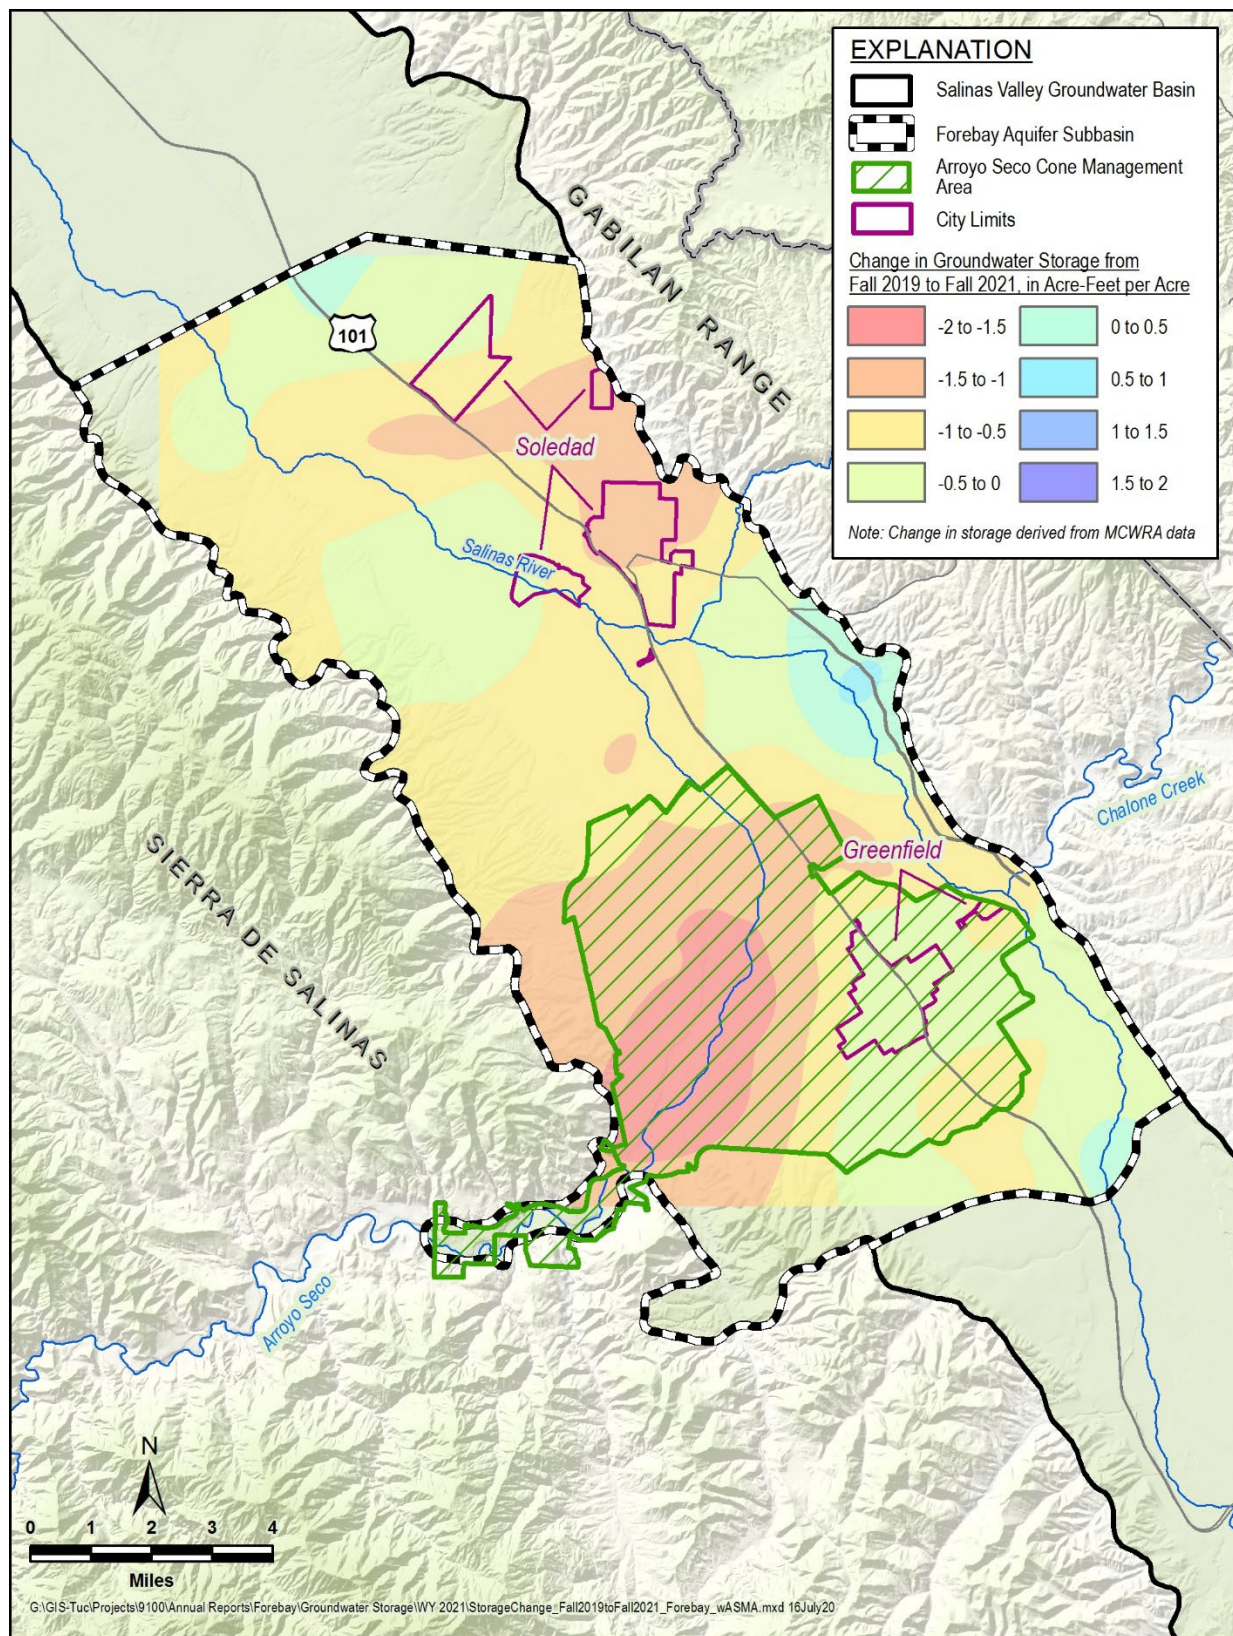 EXPLANATION
Salinas Valley Groundwater Basin
Forebay Aquifer Subbasin
Arroyo Seco Cone Management
Area
City Limits
Change in Groundwater Storage from
Fall 2019 to Fall 2021, in Acre-Feet per Acre
-2 to -1.5
0 to 0.5
-1.5 to -1
0.5 to 1
-1 to -0.5
1 to 1.5
-0.5 to 0
1.5 to 2
Note: Change in storage derived from MCWRA data
GABILAN RANGE
101
Soledad
Salinas River
Chalone Creek
Greenfield
SIERRA DE SALINAS
Arroyo Seco
N
0 1 2 3 4
Miles
G:\GIS-Tuc\Projects\9100\Annual Reports\Forebay\Groundwater Storage\WY 2021\StorageChange_Fall2019toFall2021_Forebay_wASMA.mxd 16July20